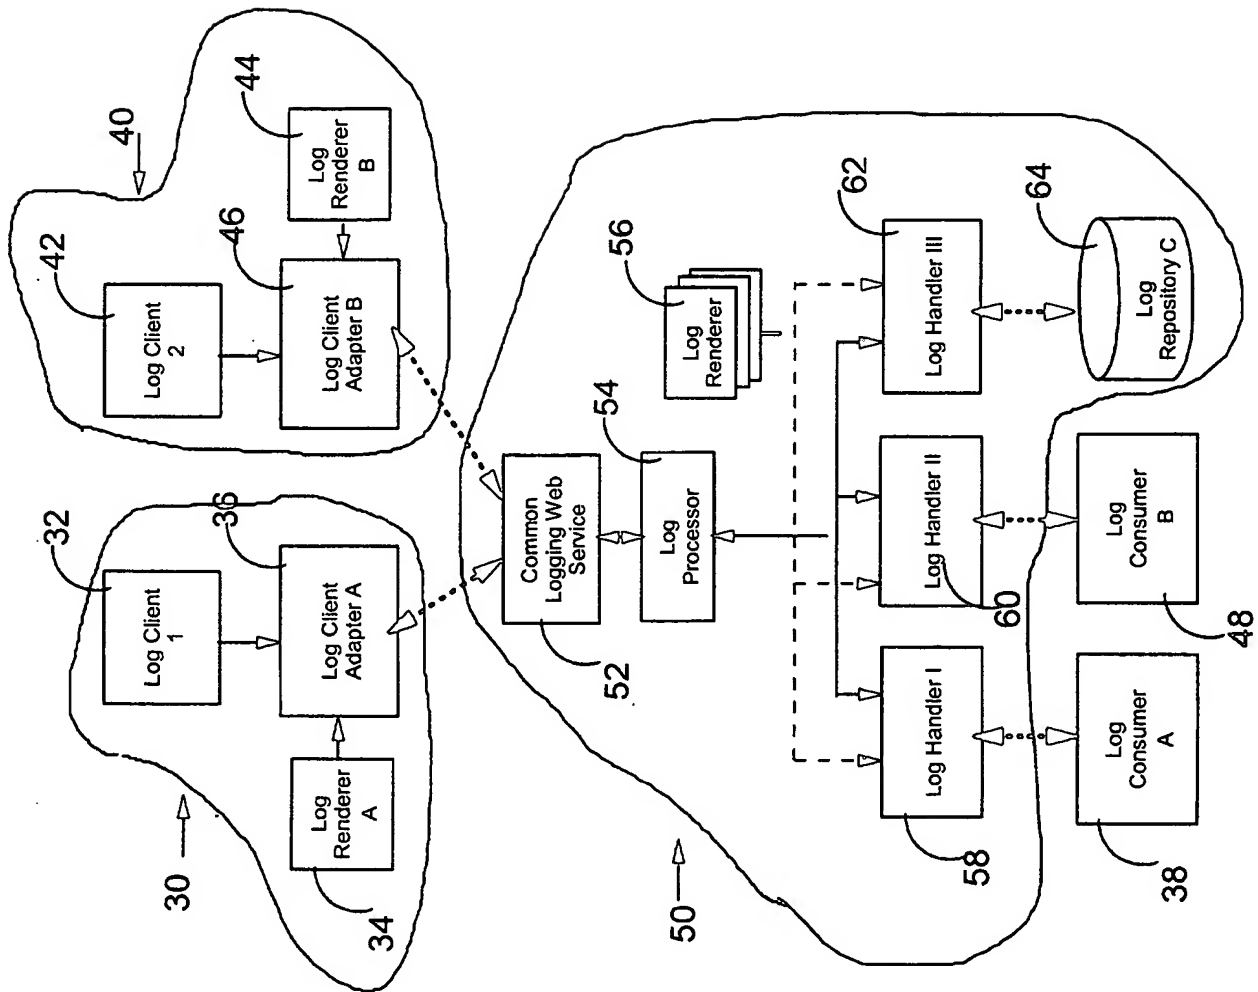 40
44
42
46
Log
Renderer
B
Log Client
2
Log Client
Adapter B
32
36
Log Client
1
Log Client
Adapter A
Log
Renderer
A
30
34
56
54
62
64
Log
Renderer
Common
Logging Web
Service
Log
Processor
52
50
Log Handler I
Log Handler II
Log Handler III
58
60
Log
Consumer
A
Log
Consumer
B
Log
Repository C
38
48